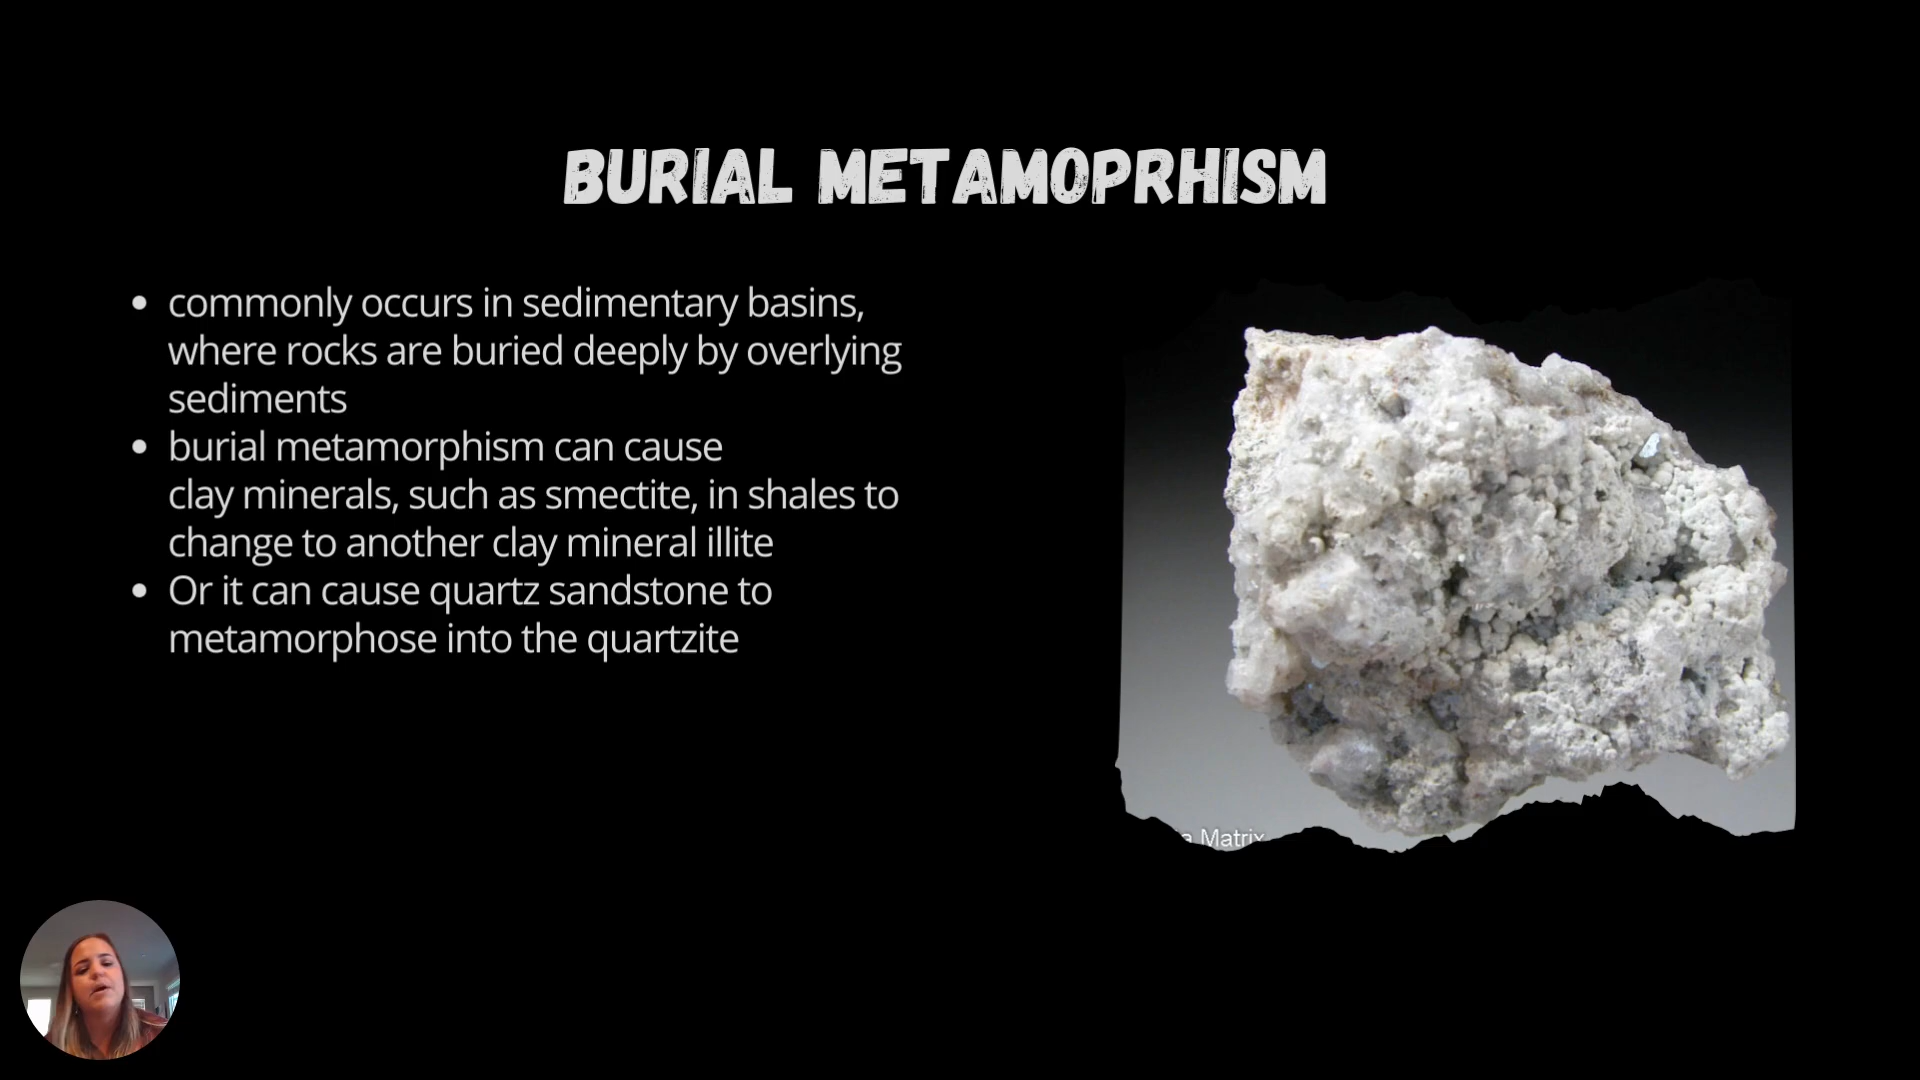 BURIAL METAMOPRHISM
• commonly occurs in sedimentary basins,
where rocks are buried deeply by overlying
sediments
• burial metamorphism can cause
clay minerals, such as smectite, in shales to
change to another clay mineral illite
• Or it can cause quartz sandstone to
metamorphose into the quartzite
a Matrix